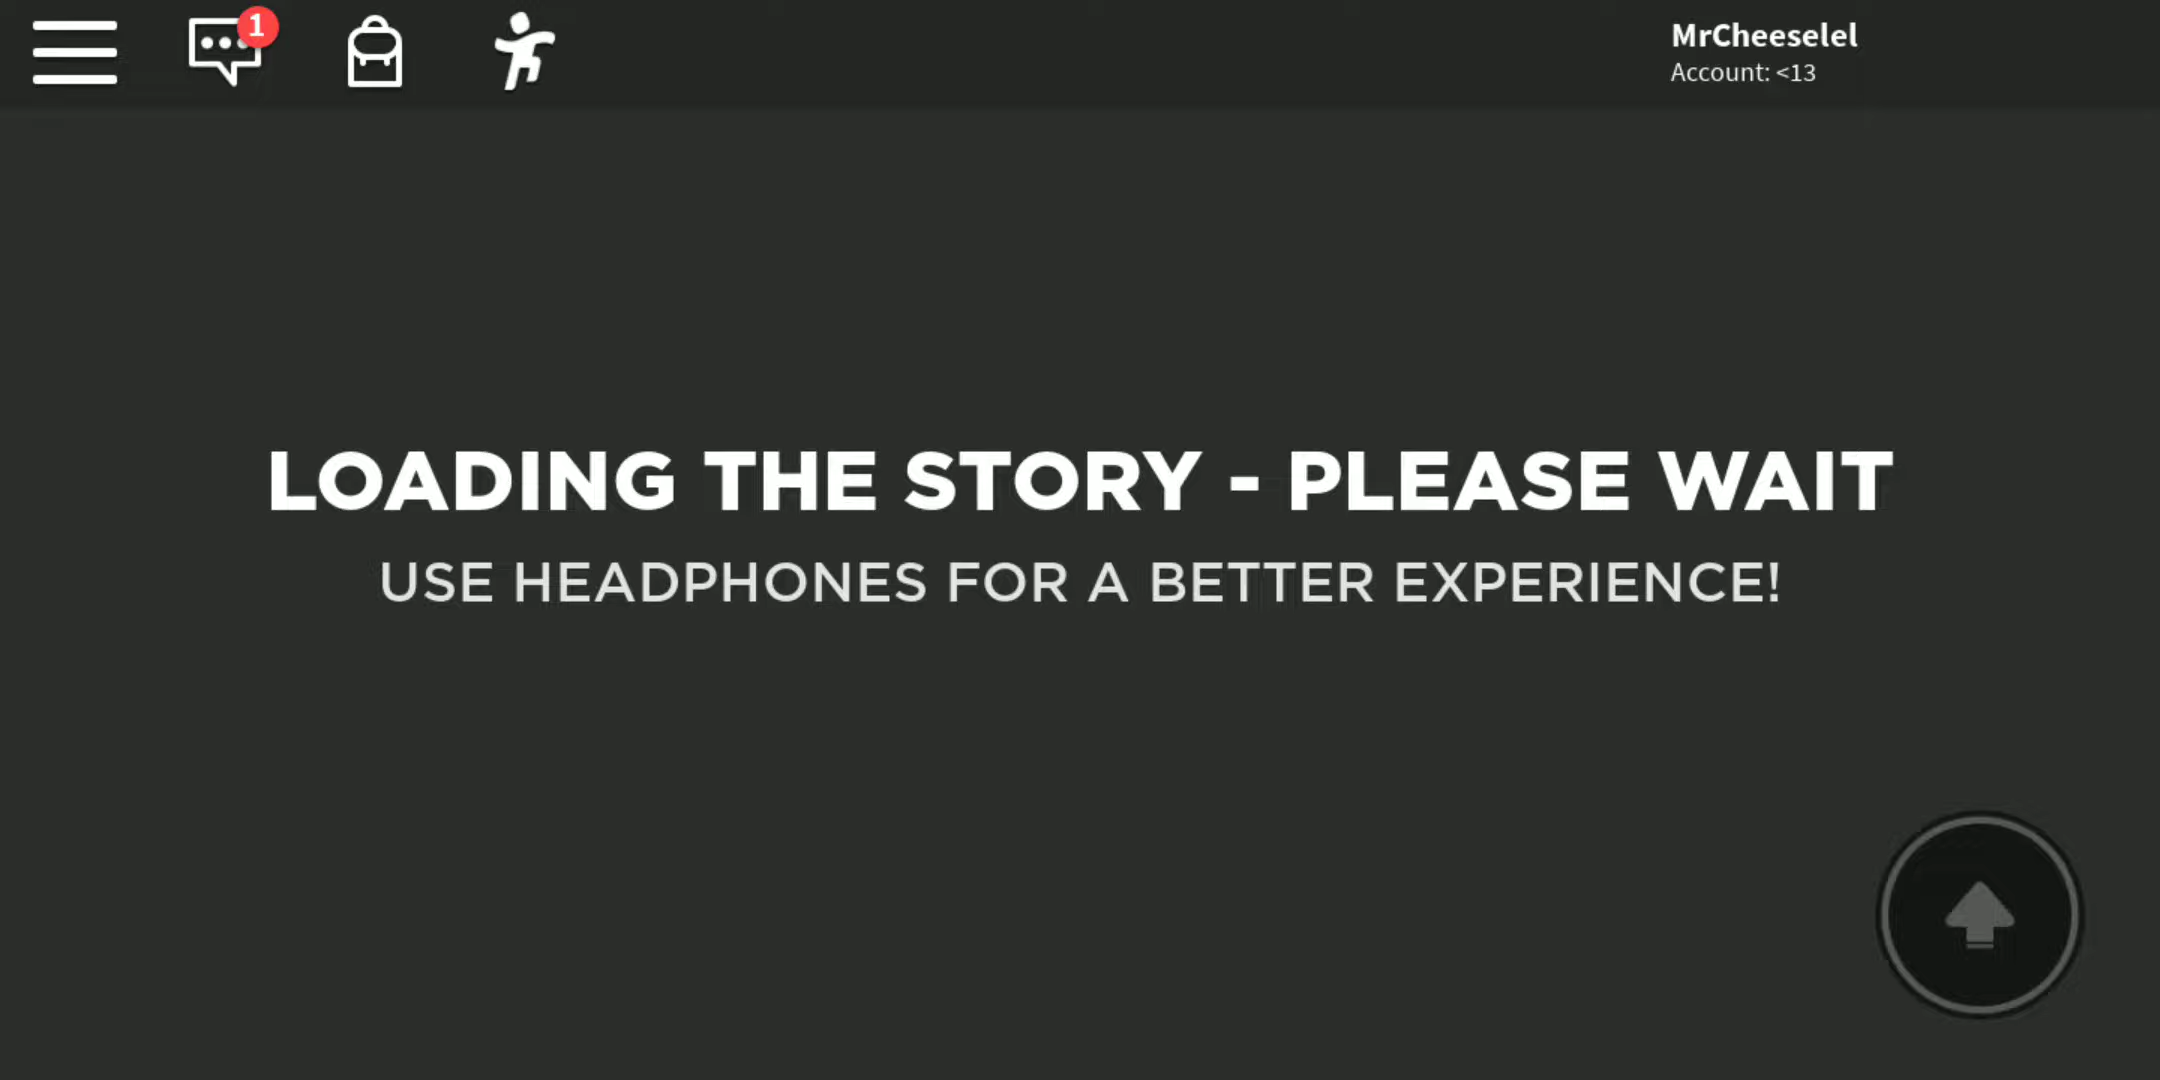 1
MrCheeselel
Account: <13
LOADING THE STORY - PLEASE WAIT
USE HEADPHONES FOR A BETTER EXPERIENCE!